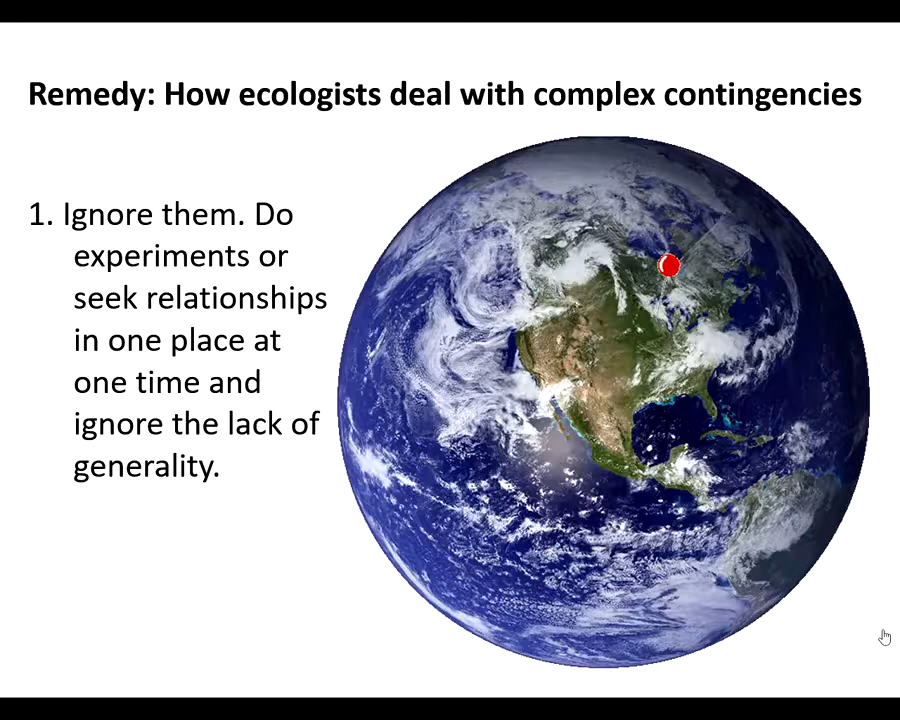 Remedy: How ecologists deal with complex contingencies
1. Ignore them. Do
experiments or
seek relationships
in one place at
one time and
ignore the lack of
generality.